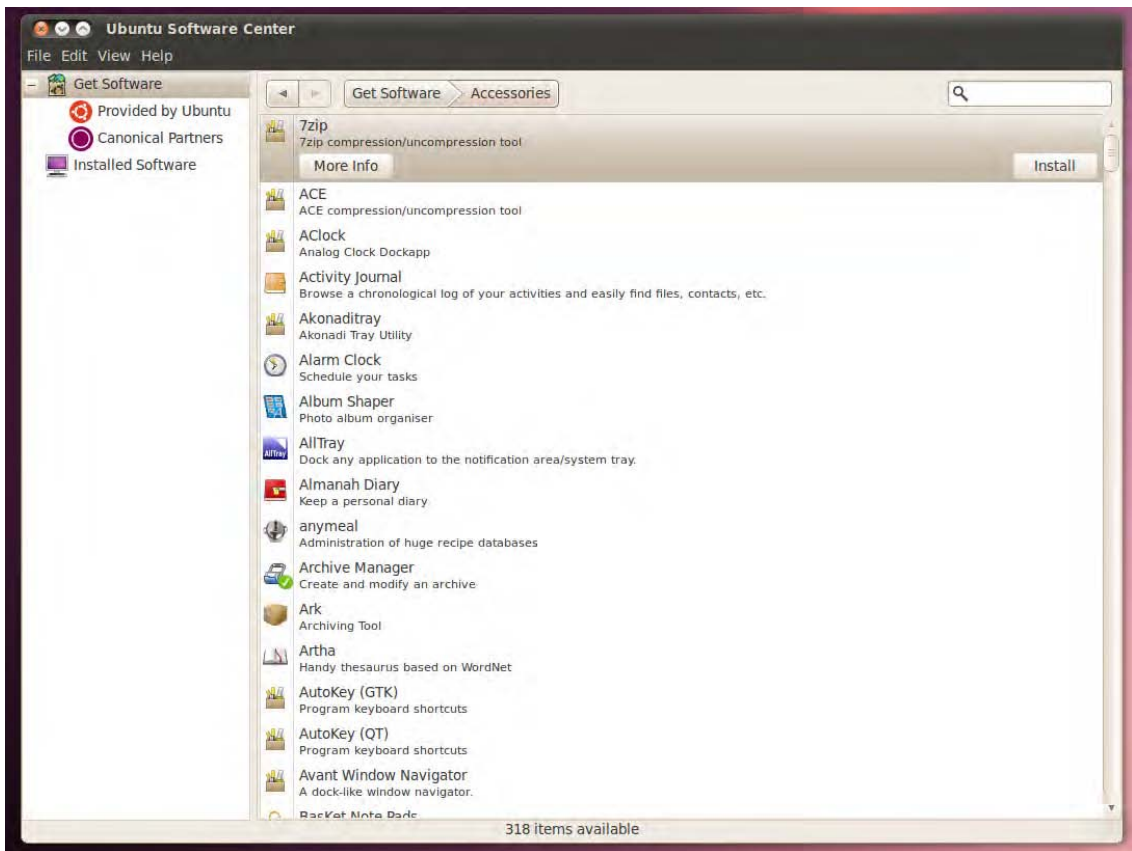 Ubuntu Software Center
File Edit View Help
Get Software
Provided by Ubuntu
Canonical Partners
Installed Software
Get Software Accessories
7zip
7zip compression/uncompression tool
More Info Install
ACE
ACE compression/uncompression tool
AClock
Analog Clock Dockapp
Activity Journal
Browse a chronological log of your activities and easily find files, contacts, etc.
Akonaditray
Akonadi Tray Utility
Alarm Clock
Schedule your tasks
Album Shaper
Photo album organiser
AllTray
AllTray
Dock any application to the notification area/system tray.
Almanah Diary
Keep a personal diary
anymeal
Administration of huge recipe databases
Archive Manager
Create and modify an archive
Ark
Archiving Tool
Artha
Handy thesaurus based on WordNet
AutoKey (GTK)
Program keyboard shortcuts
AutoKey (QT)
Program keyboard shortcuts
Avant Window Navigator
A dock-like window navigator.
BasKet Note Pads
318 items available